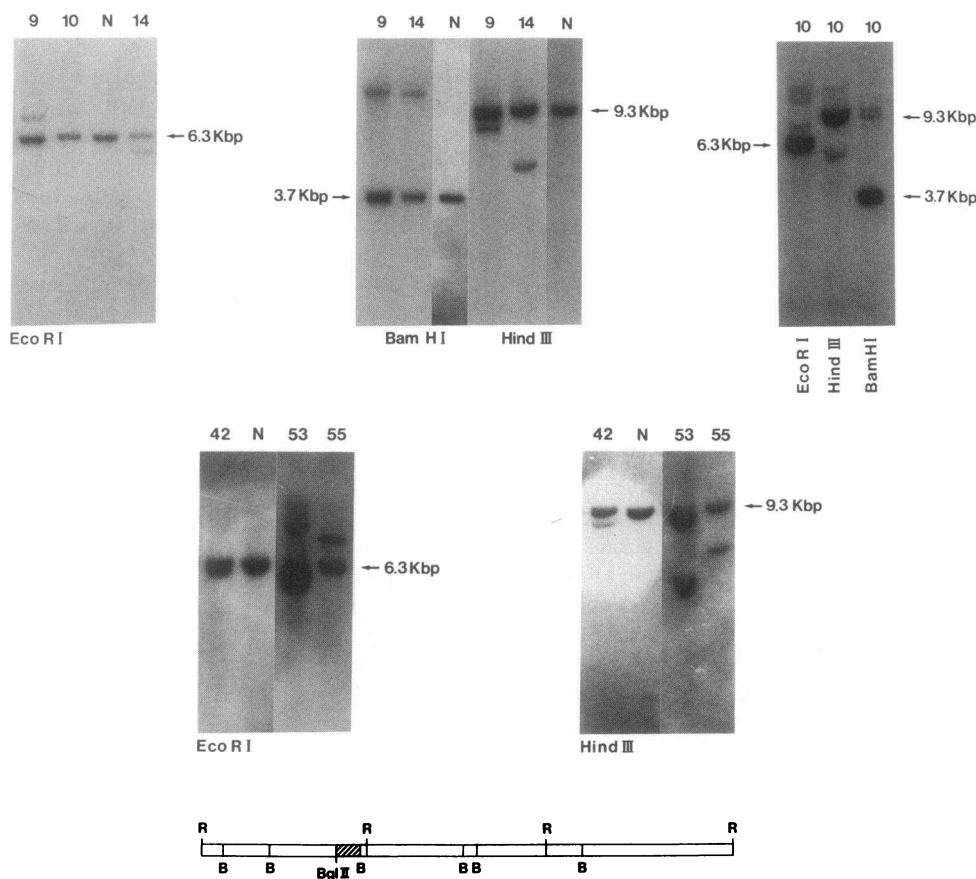 9 10 N 14
6.3 Kbp
Eco R I
9 14 N 9 14 N
9.3 Kbp
3.7 Kbp
Bam H I Hind III
10 10 10
9.3 Kbp
6.3 Kbp
3.7 Kbp
Eco R I
Hind III
BamHI
42 N 53 55
6.3 Kbp
Eco R I
42 N 53 55
9.3 Kbp
Hind III
R R R R
B B B B B B
Bgl II